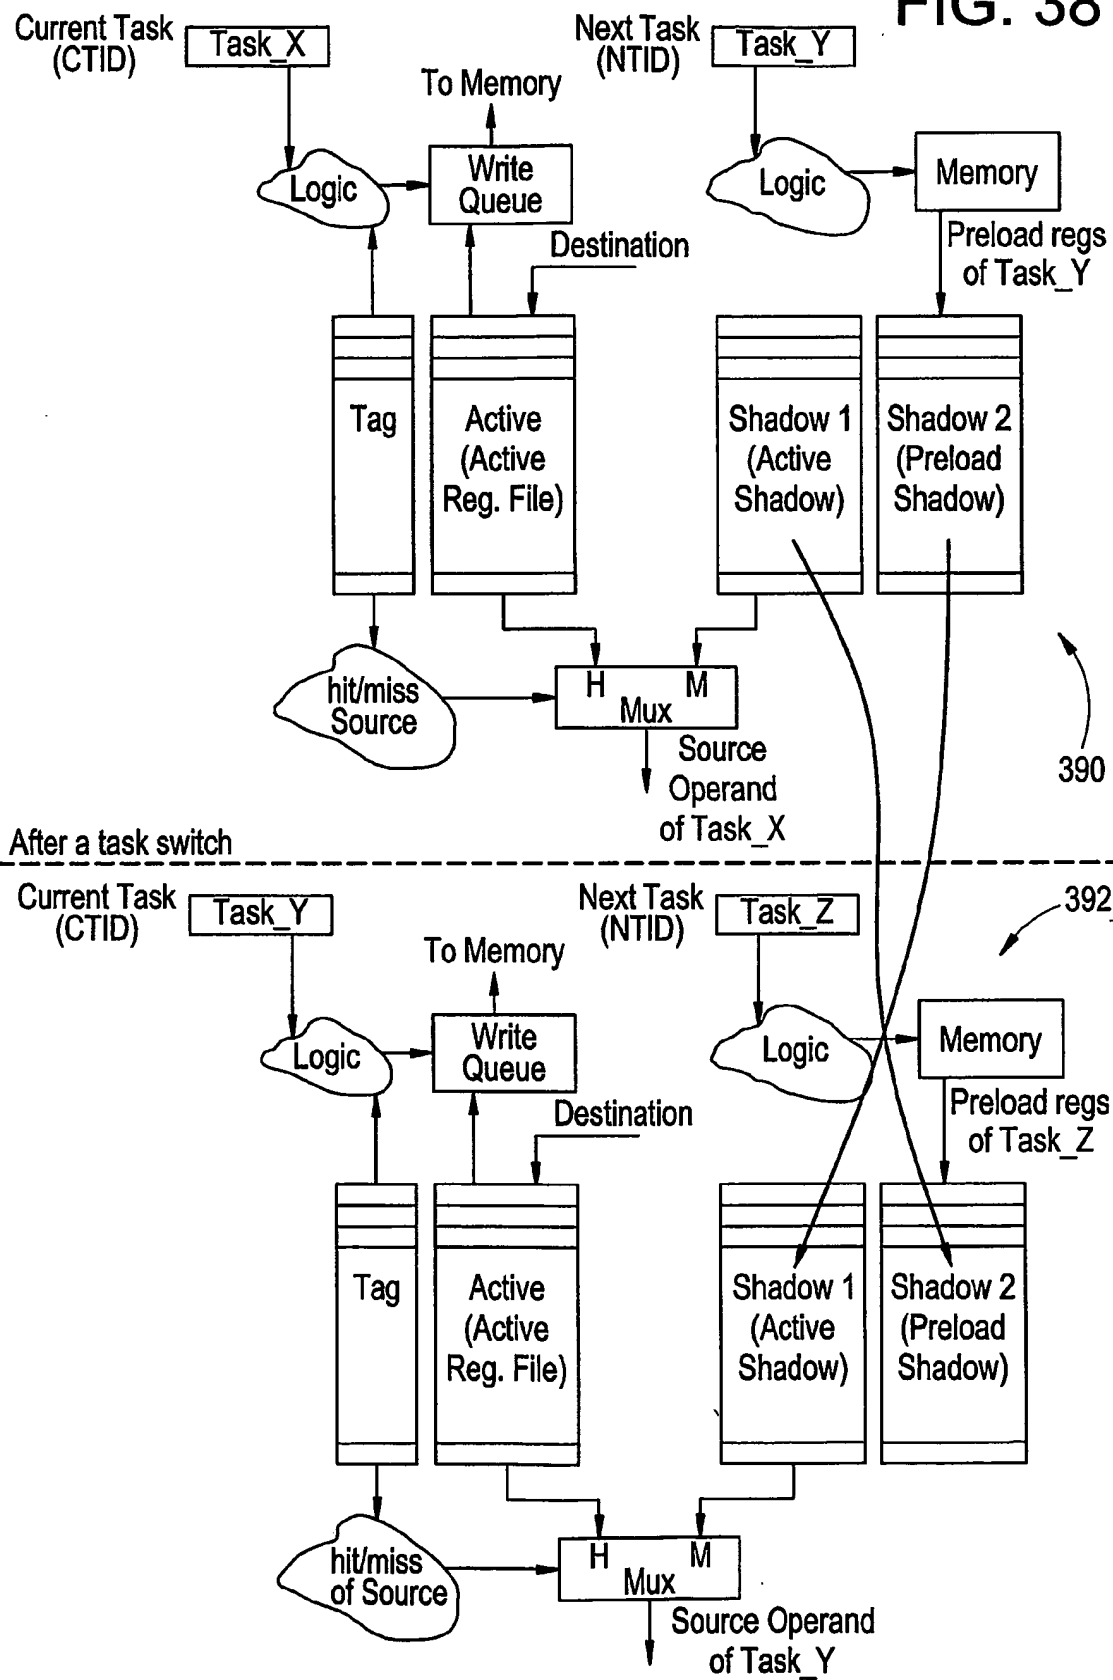 FIG. 38
Current Task
(CTID)
Task_X
Next Task
(NTID)
Task_Y
To Memory
Logic
Write
Queue
Logic
Memory
Destination
Preload regs
of Task_Y
Tag
Active
(Active
Reg. File)
Shadow 1
(Active
Shadow)
Shadow 2
(Preload
Shadow)
hit/miss
Source
H
M
Mux
Source
Operand
of Task_X
390
After a task switch
Current Task
(CTID)
Task_Y
Next Task
(NTID)
Task_Z
392
To Memory
Logic
Write
Queue
Logic
Memory
Destination
Preload regs
of Task_Z
Tag
Active
(Active
Reg. File)
Shadow 1
(Active
Shadow)
Shadow 2
(Preload
Shadow)
hit/miss
of Source
H
M
Mux
Source Operand
of Task_Y